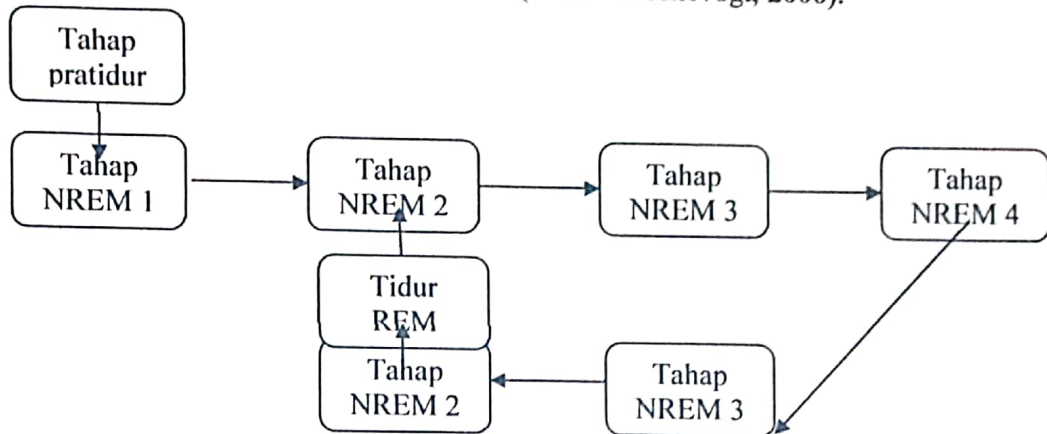 2000).
Tahap
pratidur
Tahap
NREM 1
Tahap
NREM 2
Tahap
NREM 3
Tahap
NREM 4
Tidur
REM
Tahap
NREM 2
Tahap
NREM 3